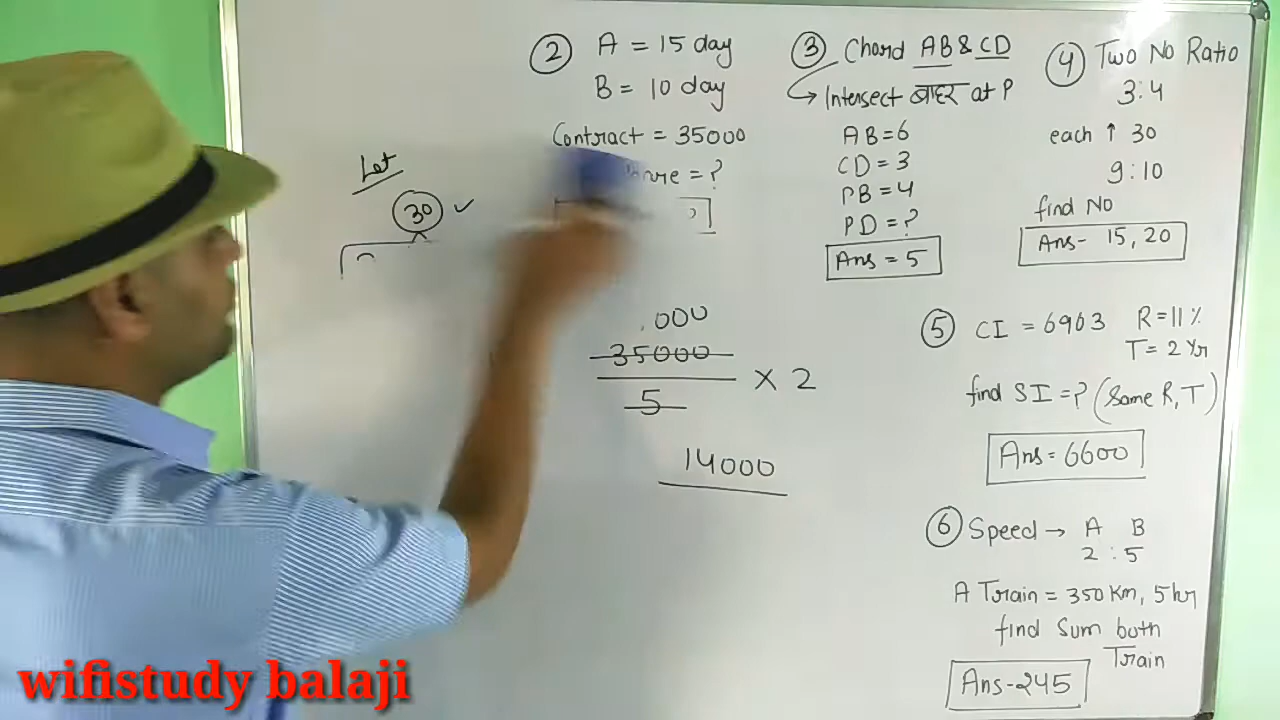 Let
30
② A = 15 day
B = 10 day
Contract = 35000
= ?
000
35000
5
× 2
14000
③ Chord AB & CD
Intersect बाहर at P
AB = 6
CD = 3
PB = 4
PD = ?
Ans = 5
④ Two No Ratio
3:4
each ↑ 30
9:10
find No
Ans- 15, 20
⑤ CI = 6903 R = 11%
T = 2 Yr
find SI = ? (Same R, T)
Ans = 6600
⑥ Speed → A B
2 : 5
A Train = 350 Km, 5 hr
find Sum both
Train
Ans-245
wifistudy balaji